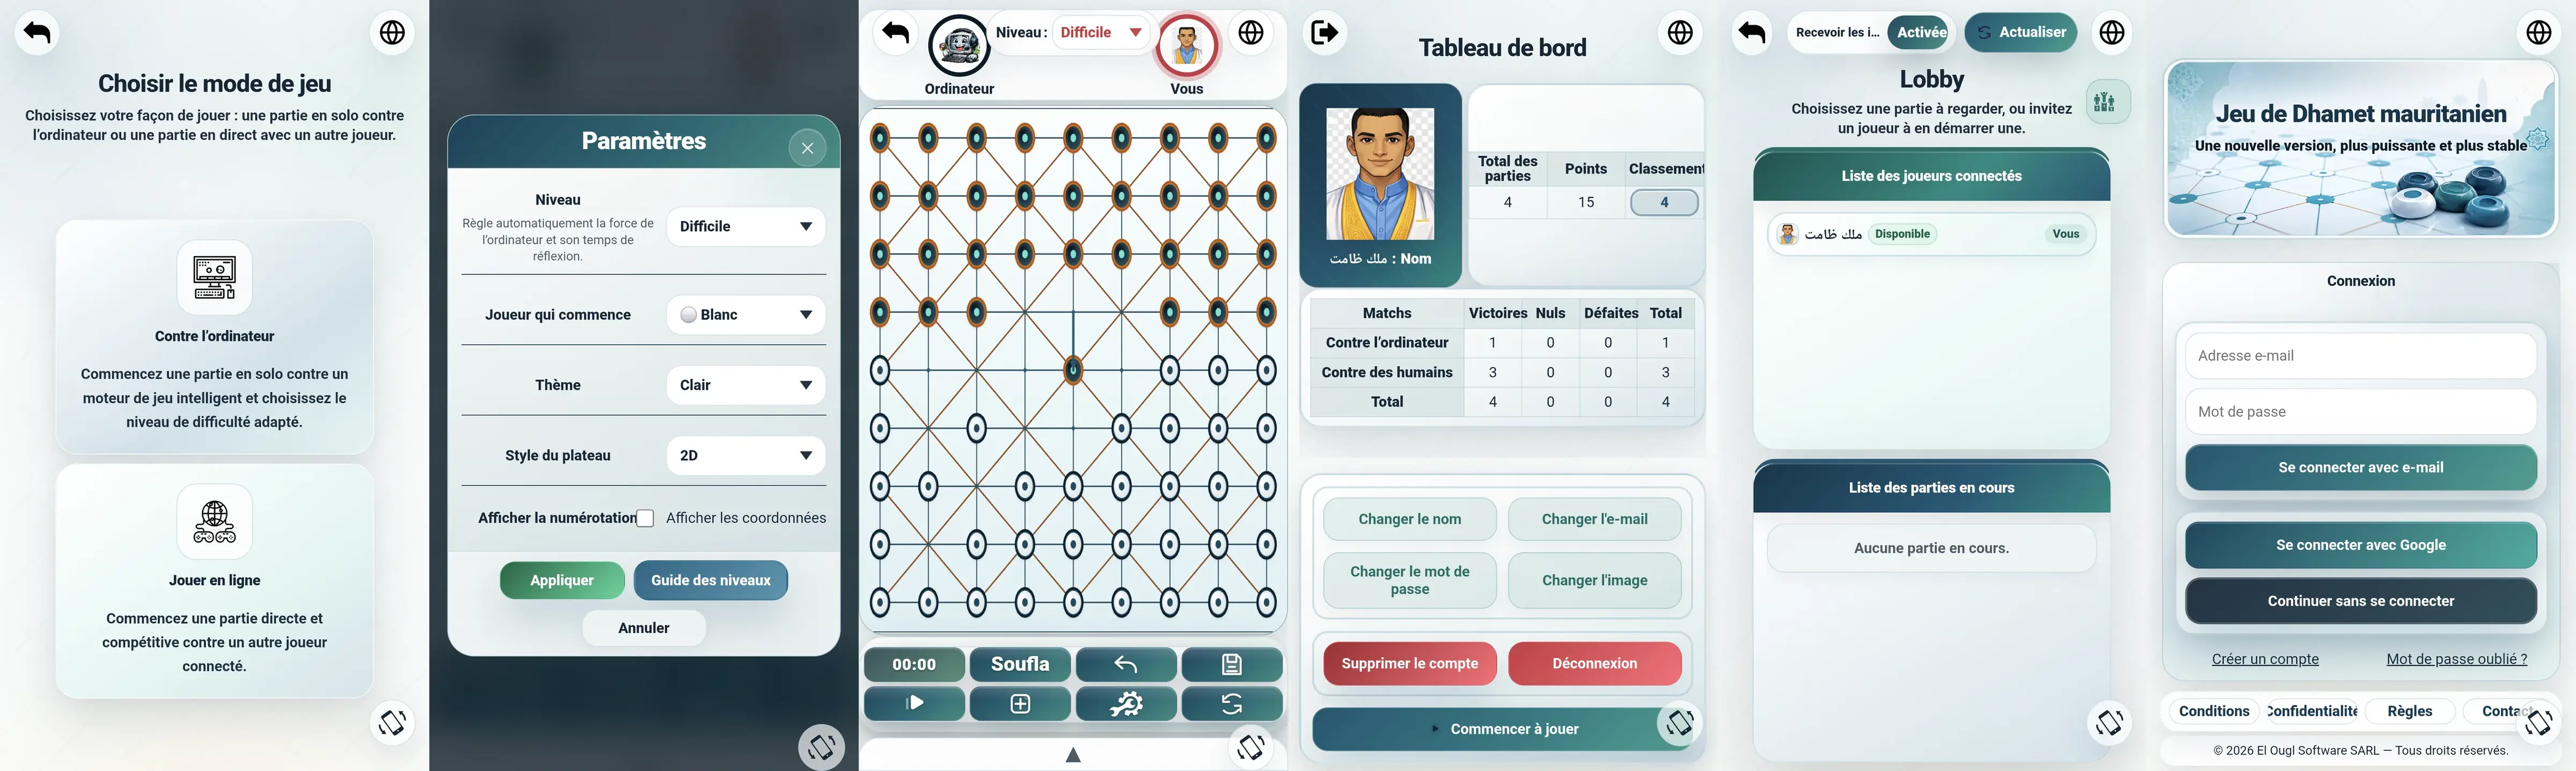 Choisir le mode de jeu
Choisissez votre façon de jouer : une partie en solo contre
l’ordinateur ou une partie en direct avec un autre joueur.
Contre l’ordinateur
Commencez une partie en solo contre un
moteur de jeu intelligent et choisissez le
niveau de difficulté adapté.
Jouer en ligne
Commencez une partie directe et
compétitive contre un autre joueur
connecté.
Paramètres
Niveau
Règle automatiquement la force de
l’ordinateur et son temps de
réflexion.
Difficile
Joueur qui commence
Blanc
Thème
Clair
Style du plateau
2D
Afficher la numérotation
Afficher les coordonnées
Appliquer
Guide des niveaux
Annuler
Niveau :
Difficile
Ordinateur
Vous
00:00
Soufla
Tableau de bord
ملك ظامت : Nom
Total des
parties
Points
Classement
4
15
4
Matchs Victoires Nuls Défaites Total
Contre l’ordinateur 1 0 0 1
Contre des humains 3 0 0 3
Total 4 0 0 4
Changer le nom
Changer l'e-mail
Changer le mot de
passe
Changer l'image
Supprimer le compte
Déconnexion
Commencer à jouer
Recevoir les i...
Activée
Actualiser
Lobby
Choisissez une partie à regarder, ou invitez
un joueur à en démarrer une.
Liste des joueurs connectés
ملك ظامت
Disponible
Vous
Liste des parties en cours
Aucune partie en cours.
Jeu de Dhamet mauritanien
Une nouvelle version, plus puissante et plus stable
Connexion
Adresse e-mail
Mot de passe
Se connecter avec e-mail
Se connecter avec Google
Continuer sans se connecter
Créer un compte
Mot de passe oublié ?
Conditions
Confidentialité
Règles
Contact
© 2026 El Ougl Software SARL — Tous droits réservés.